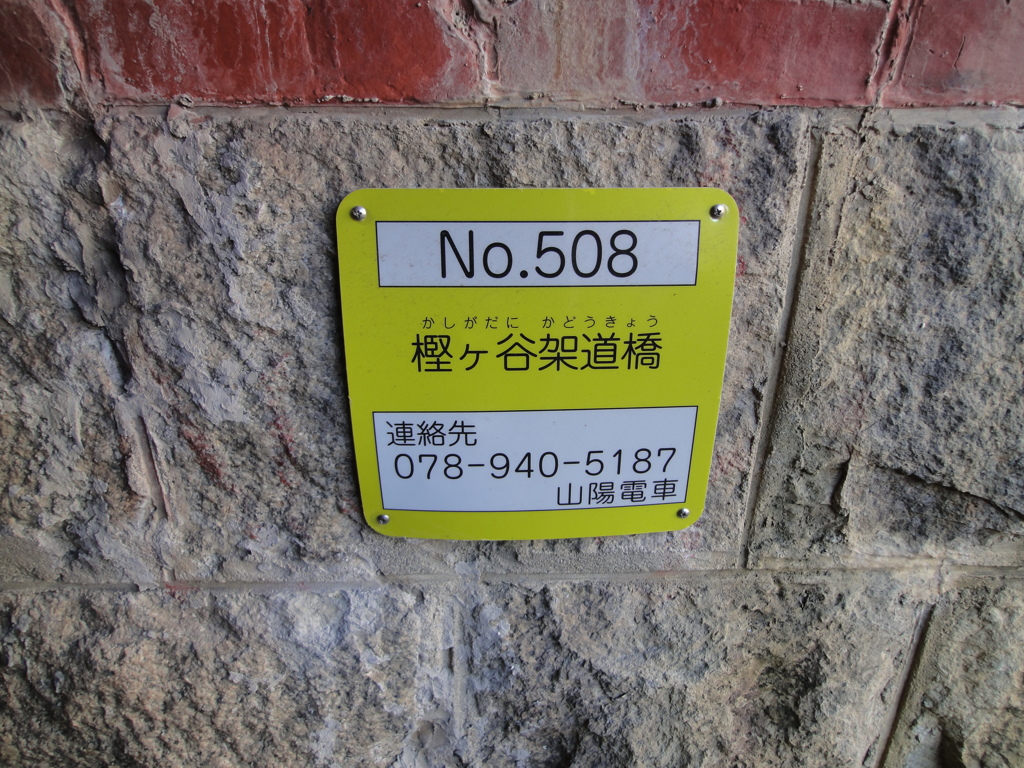 No.508
かしがだに かどうきょう
樫ヶ谷架道橋
連絡先
078-940-5187
山陽電車